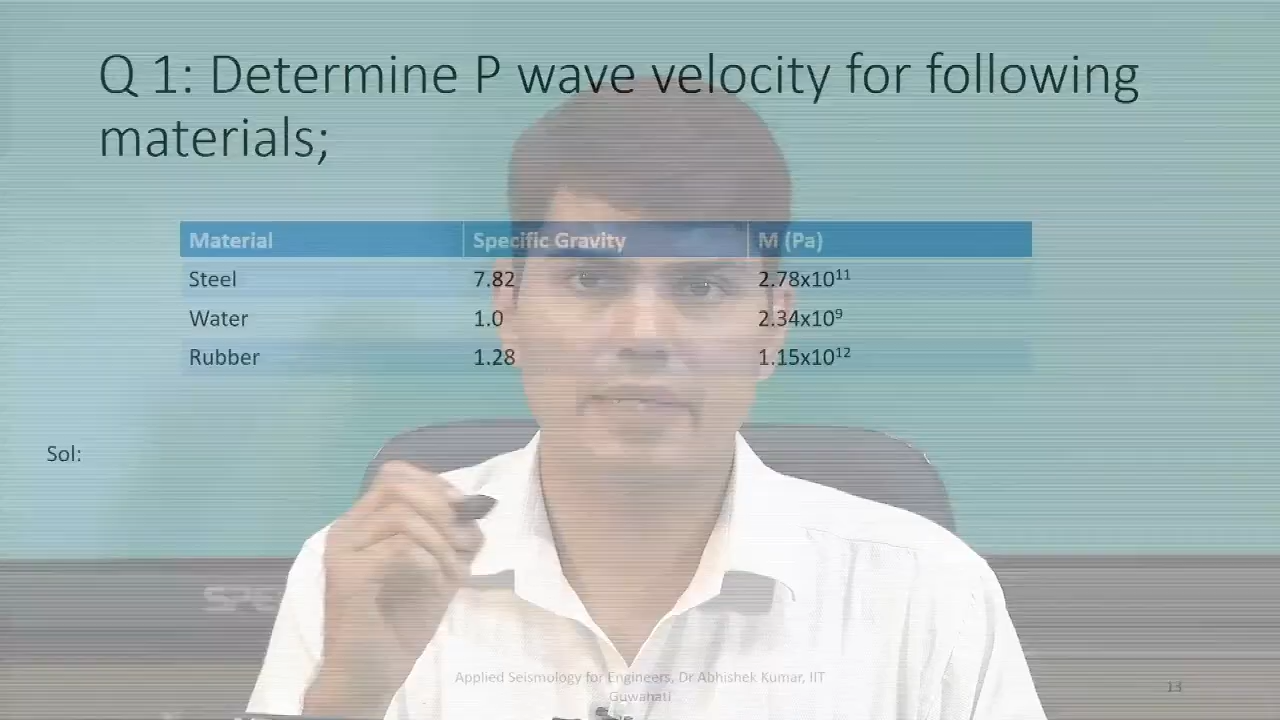 Q 1: Determine P wave velocity for following
materials;
Material Specific Gravity M (Pa)
Steel 7.82 2.78x10¹¹
Water 1.0 2.34x10⁹
Rubber 1.28 1.15x10¹²
Sol:
Applied Seismology for Engineers, Dr Abhishek Kumar, IIT
Guwahati
13